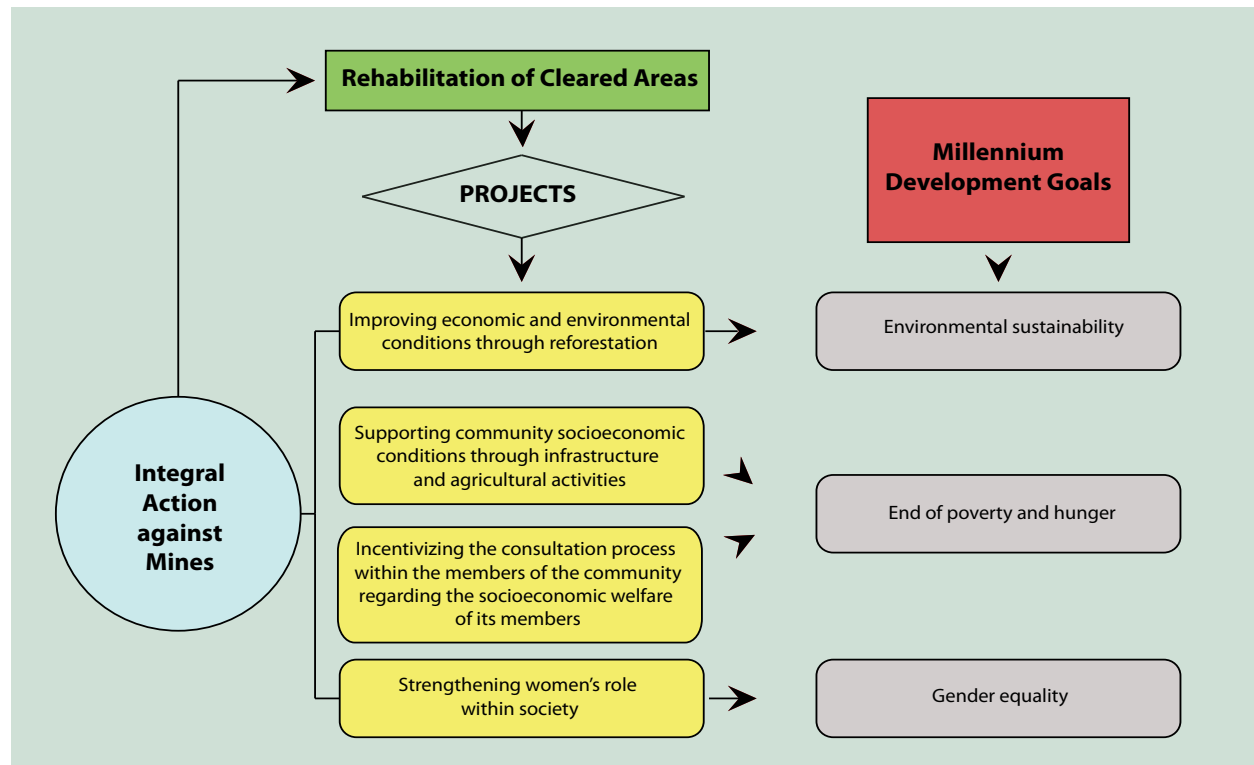 Rehabilitation of Cleared Areas
PROJECTS
Millennium
Development Goals
Improving economic and environmental
conditions through reforestation
Environmental sustainability
Integral
Action
against
Mines
Supporting community socioeconomic
conditions through infrastructure
and agricultural activities
End of poverty and hunger
Incentivizing the consultation process
within the members of the community
regarding the socioeconomic welfare
of its members
Strengthening women’s role
within society
Gender equality